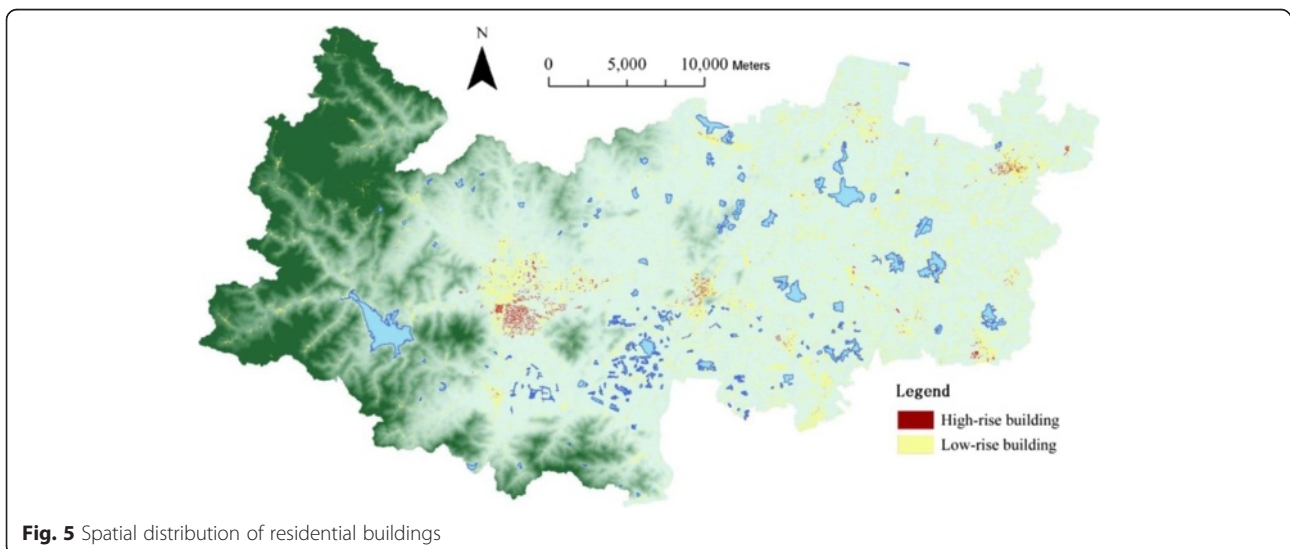 N
0 5,000 10,000 Meters
Legend
High-rise building
Low-rise building
Fig. 5 Spatial distribution of residential buildings